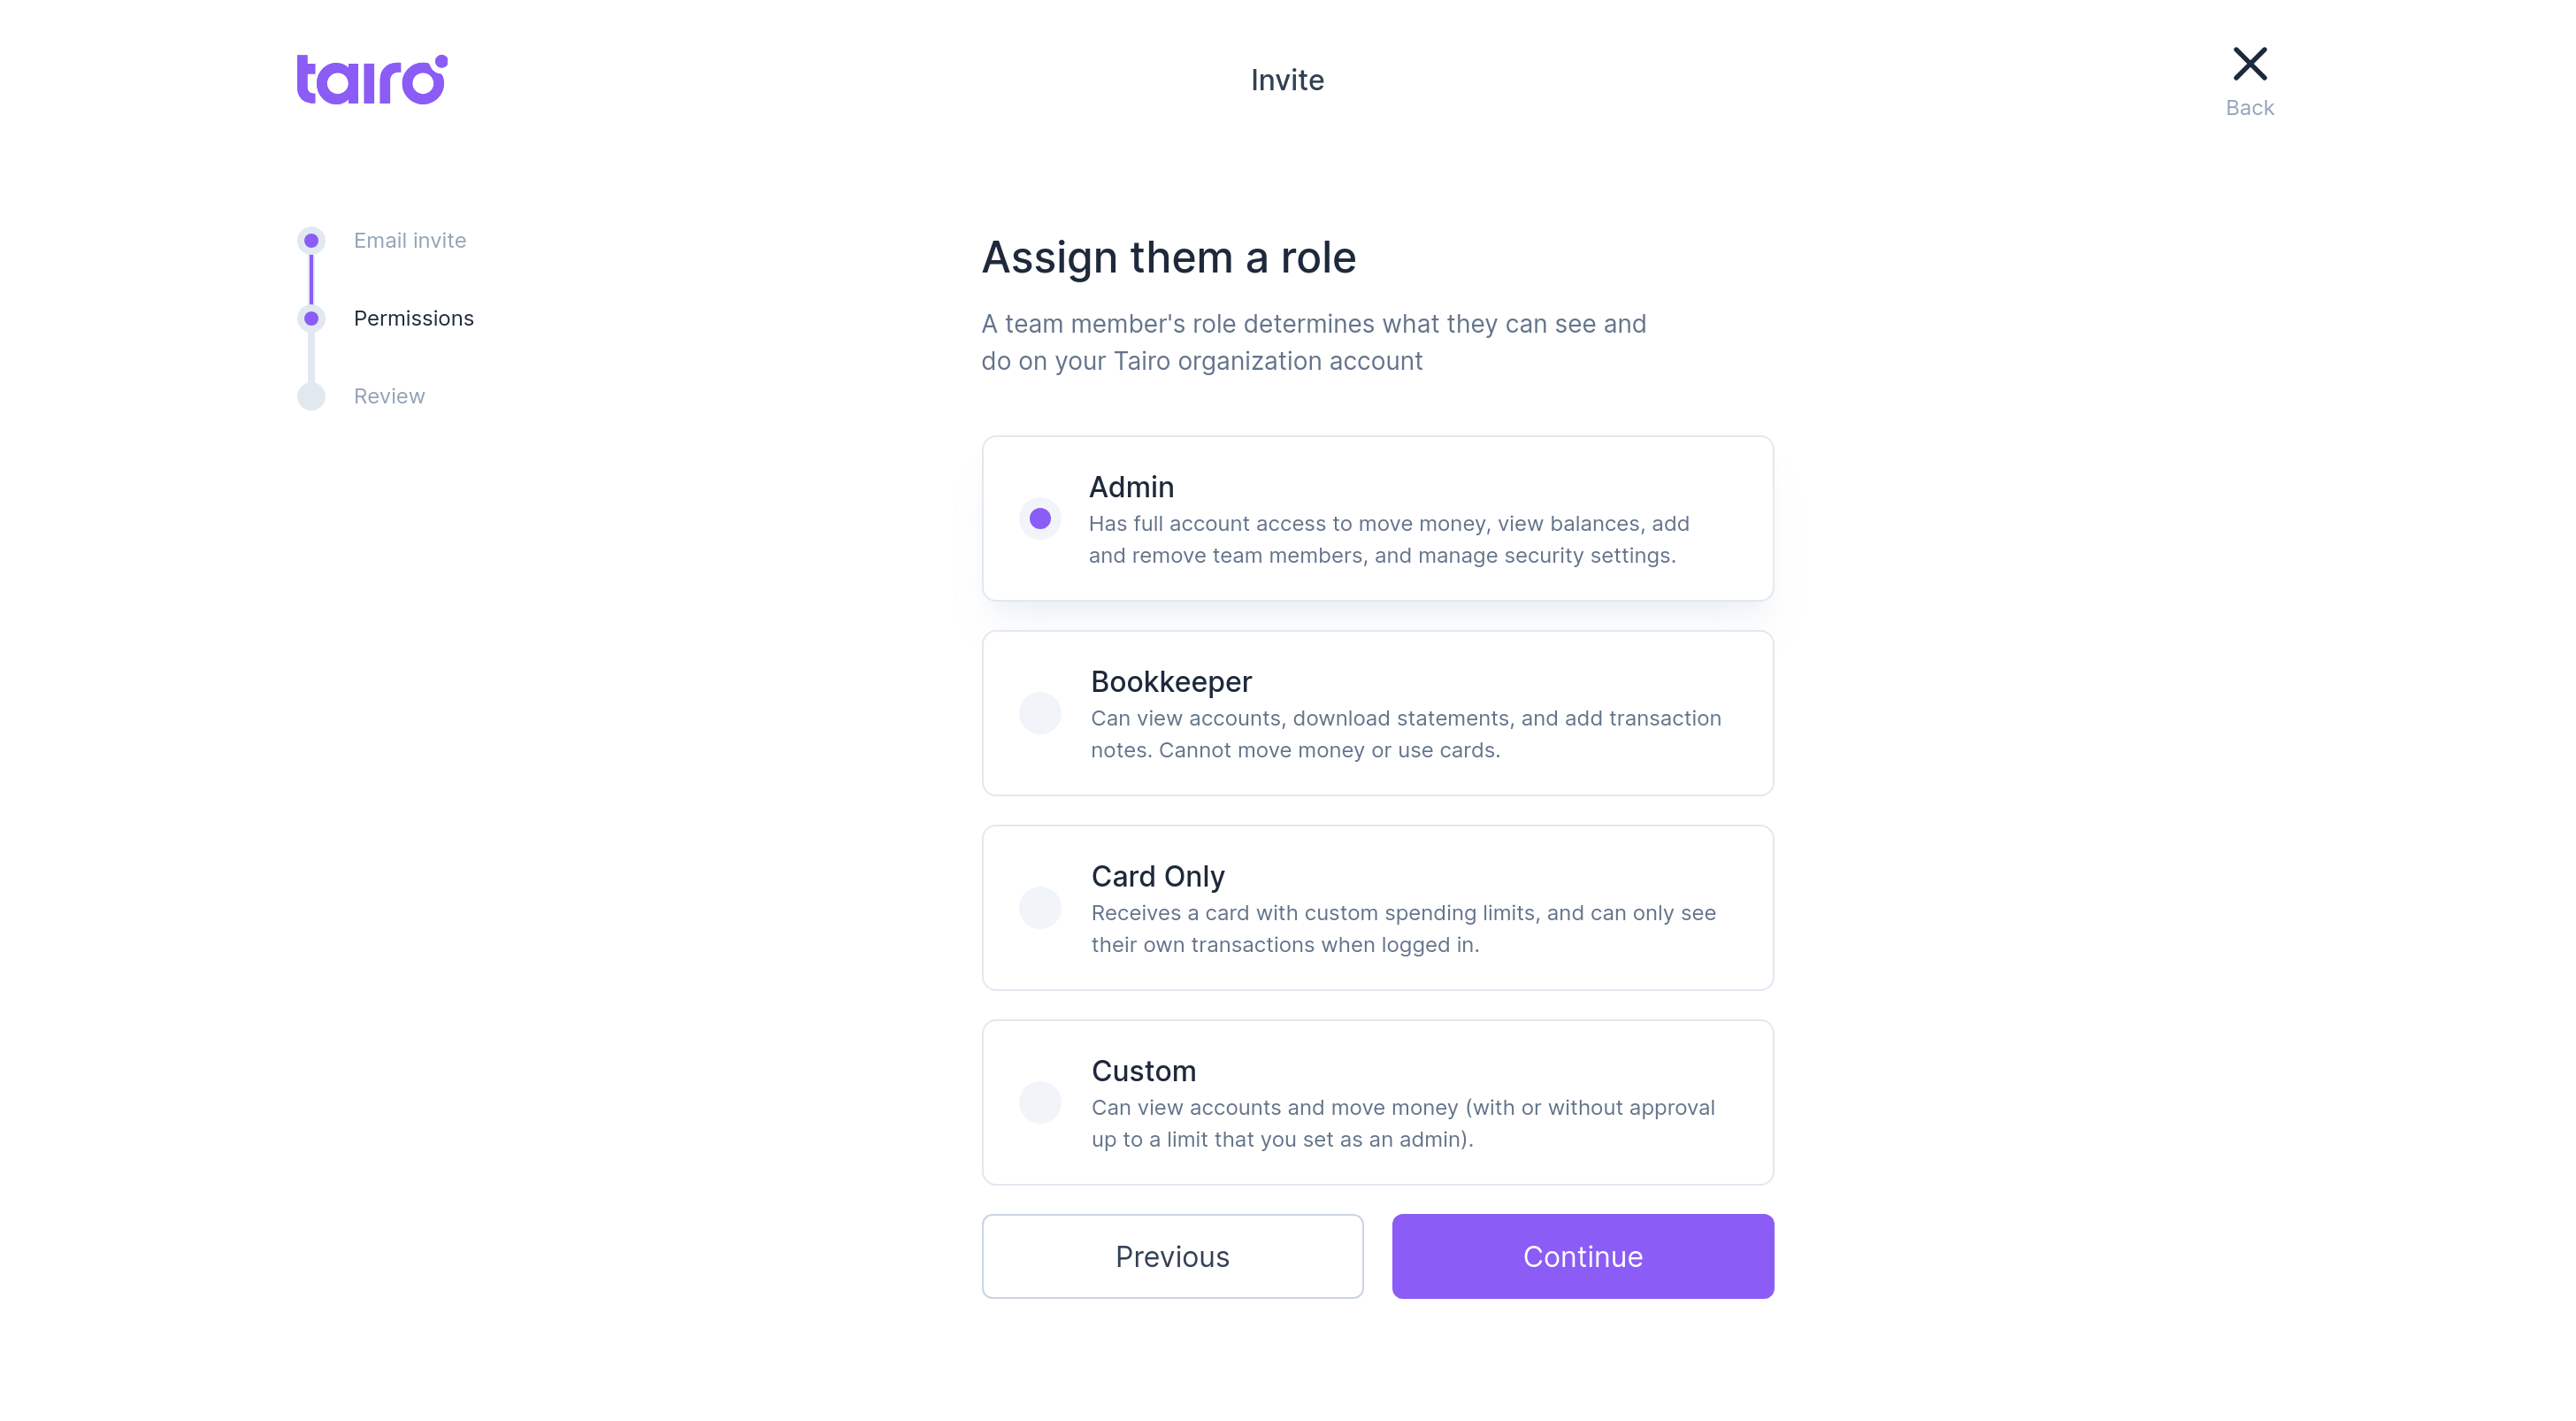 tairo
Invite
Back
Email invite
Permissions
Review
Assign them a role
A team member's role determines what they can see and
do on your Tairo organization account
Admin
Has full account access to move money, view balances, add
and remove team members, and manage security settings.
Bookkeeper
Can view accounts, download statements, and add transaction
notes. Cannot move money or use cards.
Card Only
Receives a card with custom spending limits, and can only see
their own transactions when logged in.
Custom
Can view accounts and move money (with or without approval
up to a limit that you set as an admin).
Previous
Continue